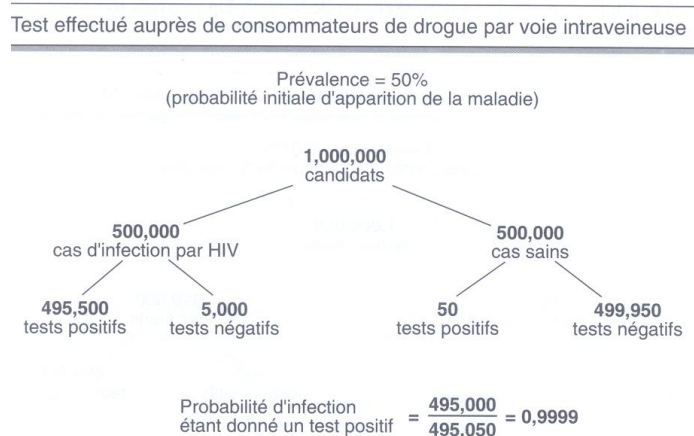 Test effectué auprès de consommateurs de drogue par voie intraveineuse
Prévalence = 50%
(probabilité initiale d'apparition de la maladie)
1,000,000
candidats
500,000
cas d'infection par HIV
500,000
cas sains
495,500
tests positifs
5,000
tests négatifs
50
tests positifs
499,950
tests négatifs
Probabilité d'infection
étant donné un test positif
= 495,000 / 495.050 = 0,9999